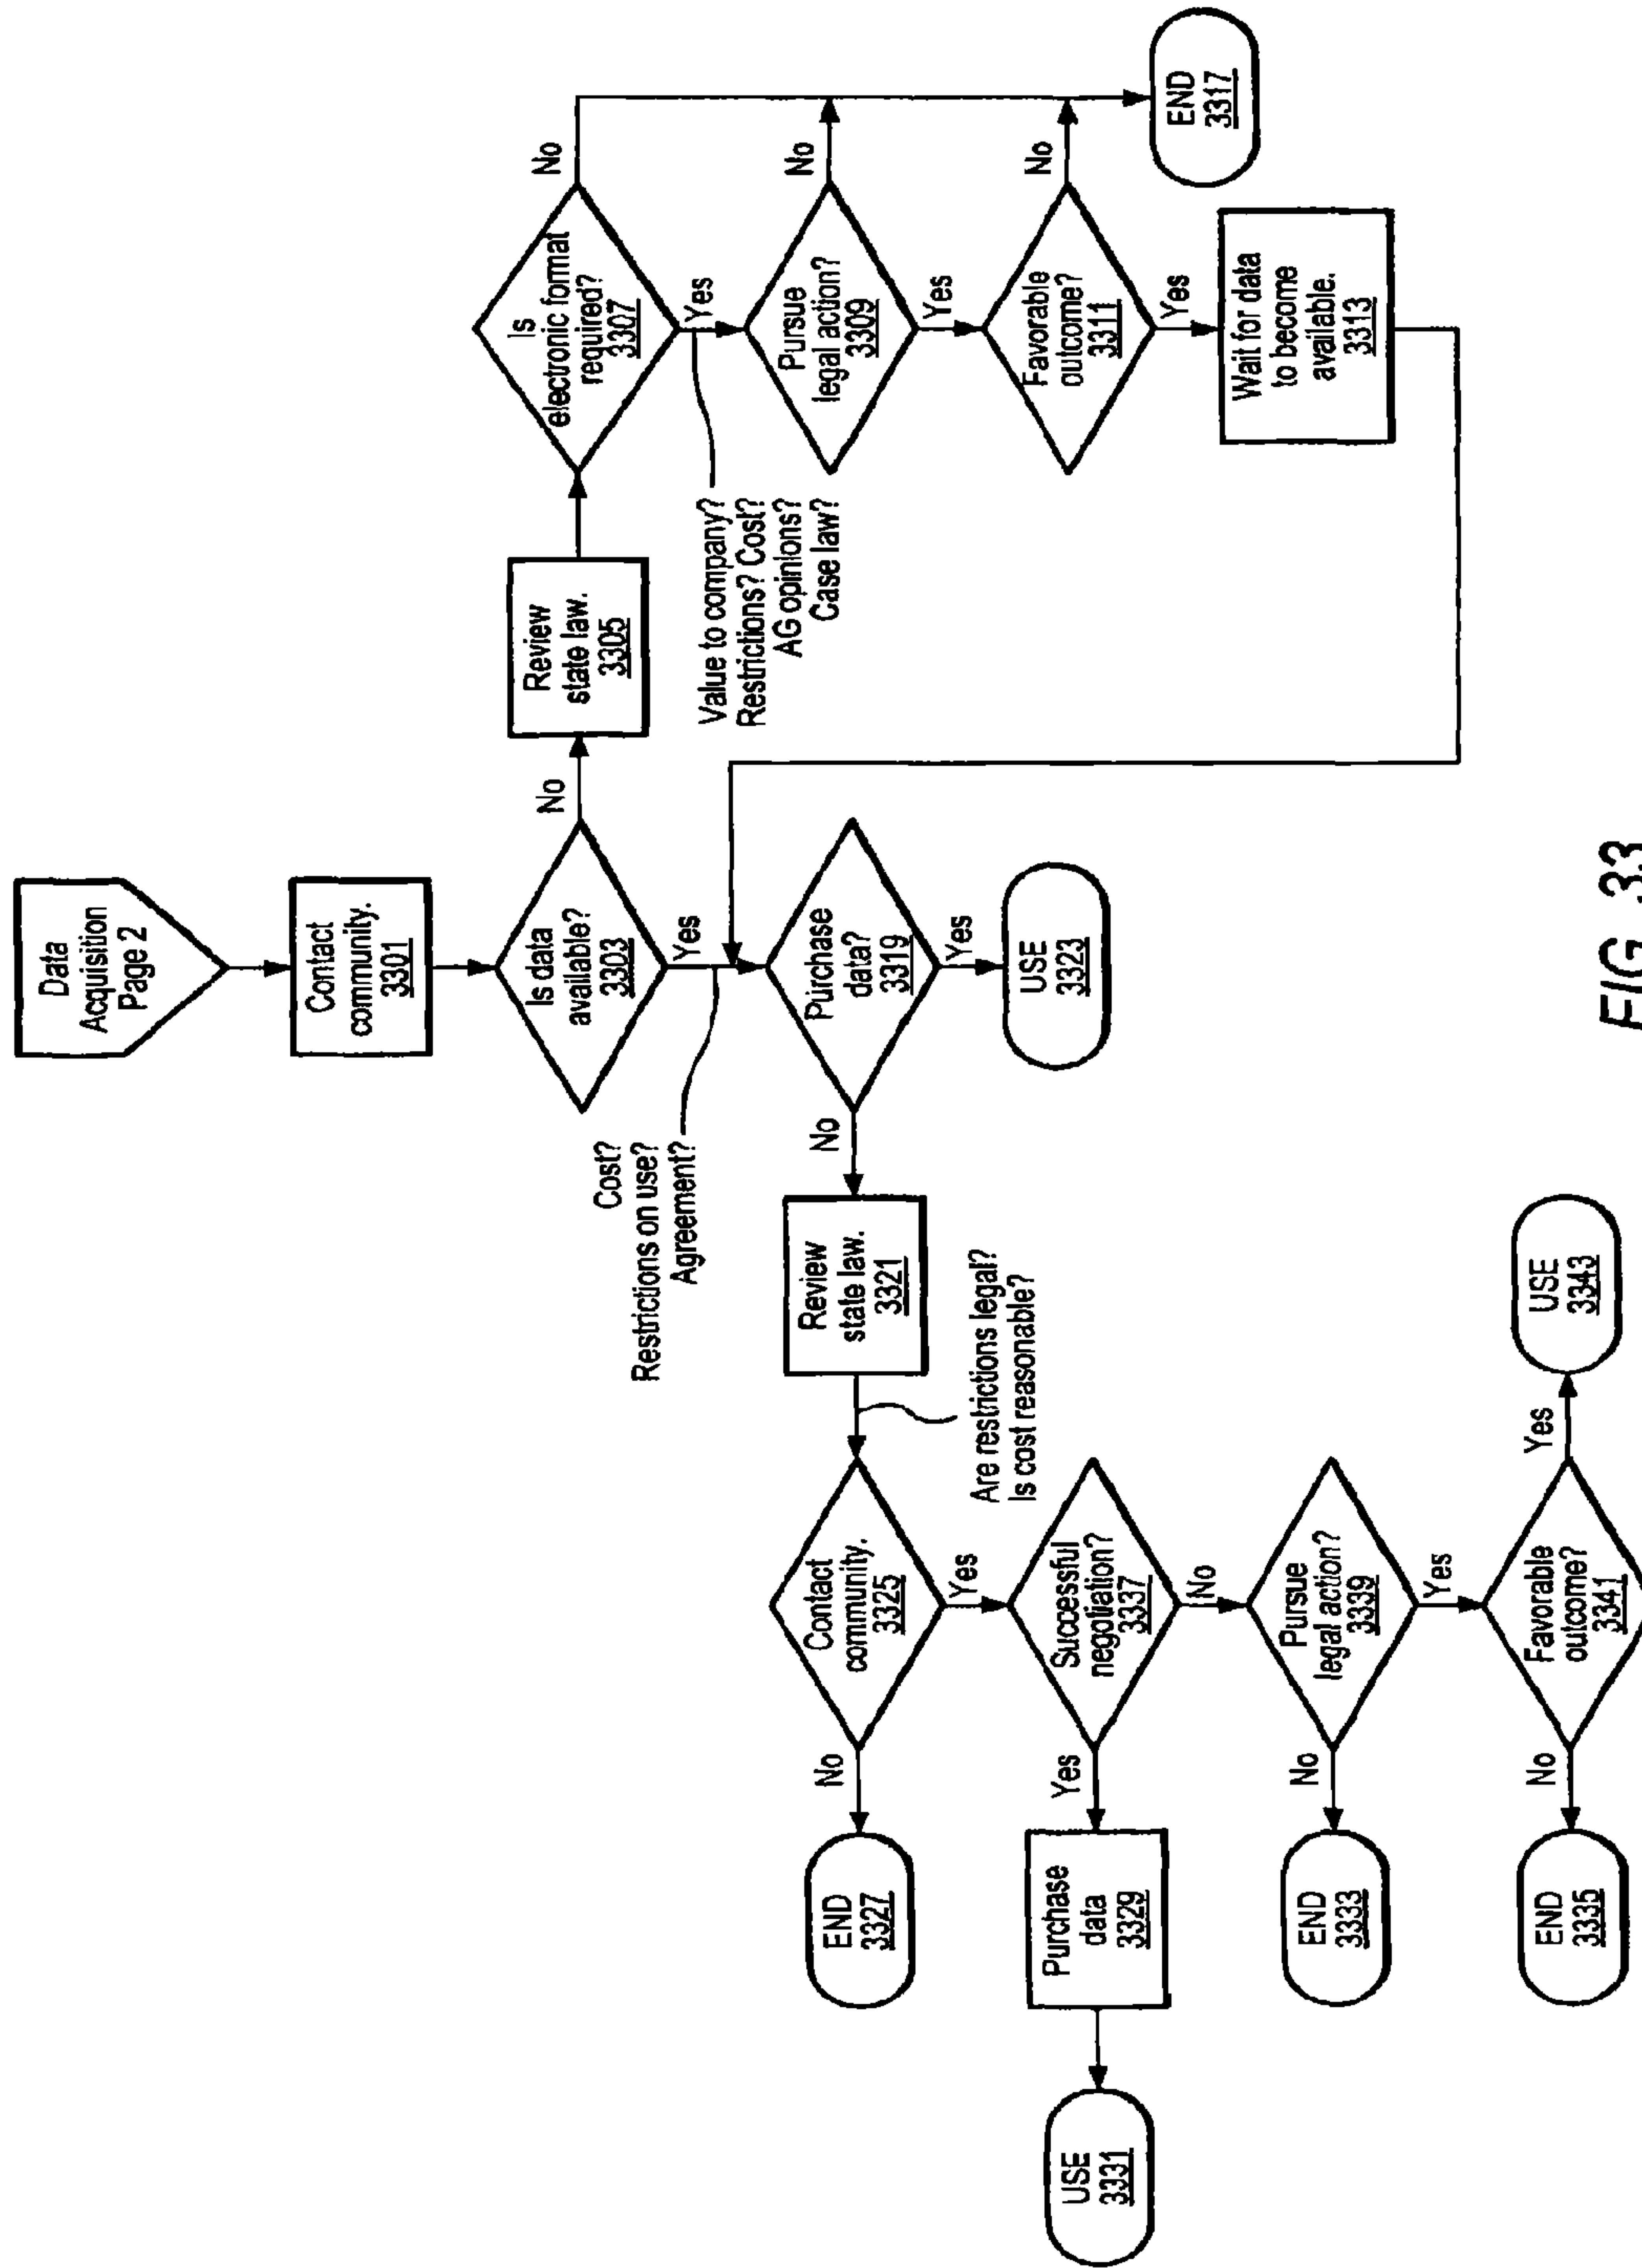 Data
Acquisition
Page 2
Contact
community.
3301
Is data
available?
3303
No
Yes
Review
state law.
3305
Is
electronic format
required?
3307
No
Yes
Value to company?
Restrictions? Cost?
AG opinions?
Case law?
Pursue
legal action?
3309
No
Yes
Favorable
outcome?
3311
No
Yes
Wait for data
to become
available.
3313
END
3317
Cost?
Restrictions on use?
Agreement?
Purchase
data?
3319
No
Yes
USE
3323
Review
state law.
3321
Are restrictions legal?
Is cost reasonable?
Contact
community.
3325
No
Yes
END
3327
Successful
negotiation?
3337
Yes
No
Purchase
data
3329
USE
3331
Pursue
legal action?
3339
No
Yes
END
3333
Favorable
outcome?
3341
No
Yes
END
3335
USE
3343
FIG. 33